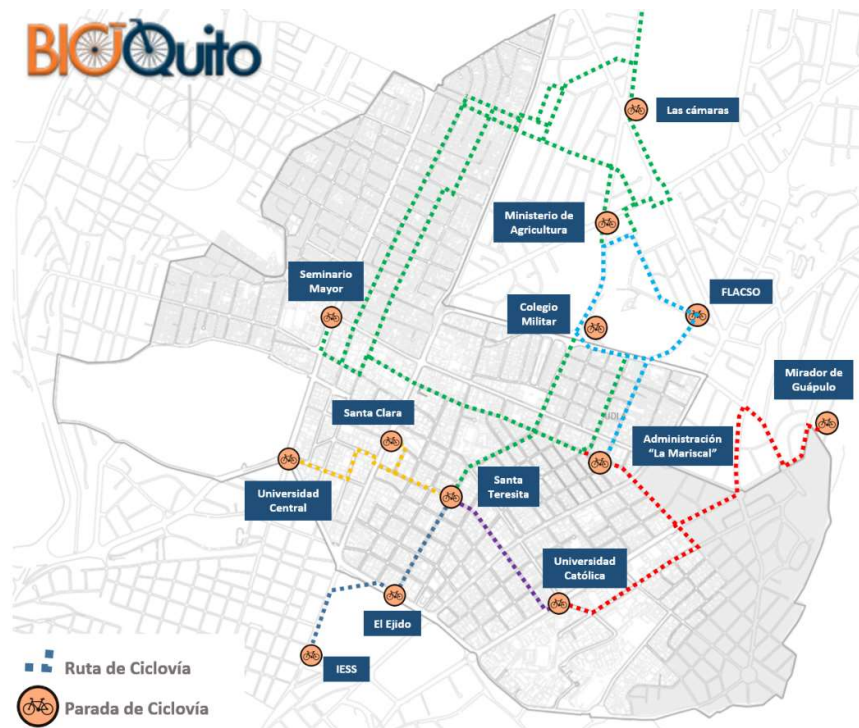 BICIQuito
Las cámaras
Ministerio de
Agricultura
Seminario
Mayor
Colegio
Militar
FLACSO
Mirador de
Guápulo
Santa Clara
Administración
"La Mariscal"
Universidad
Central
Santa
Teresita
Universidad
Católica
El Ejido
IESS
Ruta de Ciclovía
Parada de Ciclovía